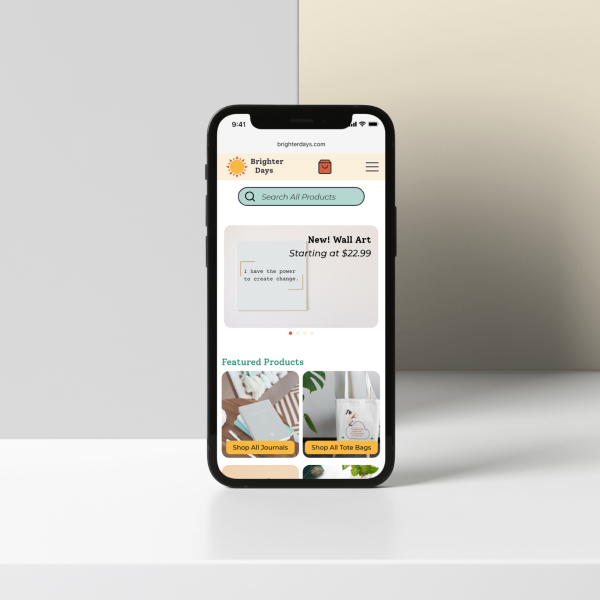 9:41
brighterdays.com
Brighter
Days
Search All Products
New! Wall Art
Starting at $22.99
I have the power
to create change.
Featured Products
Shop All Journals
Shop All Tote Bags